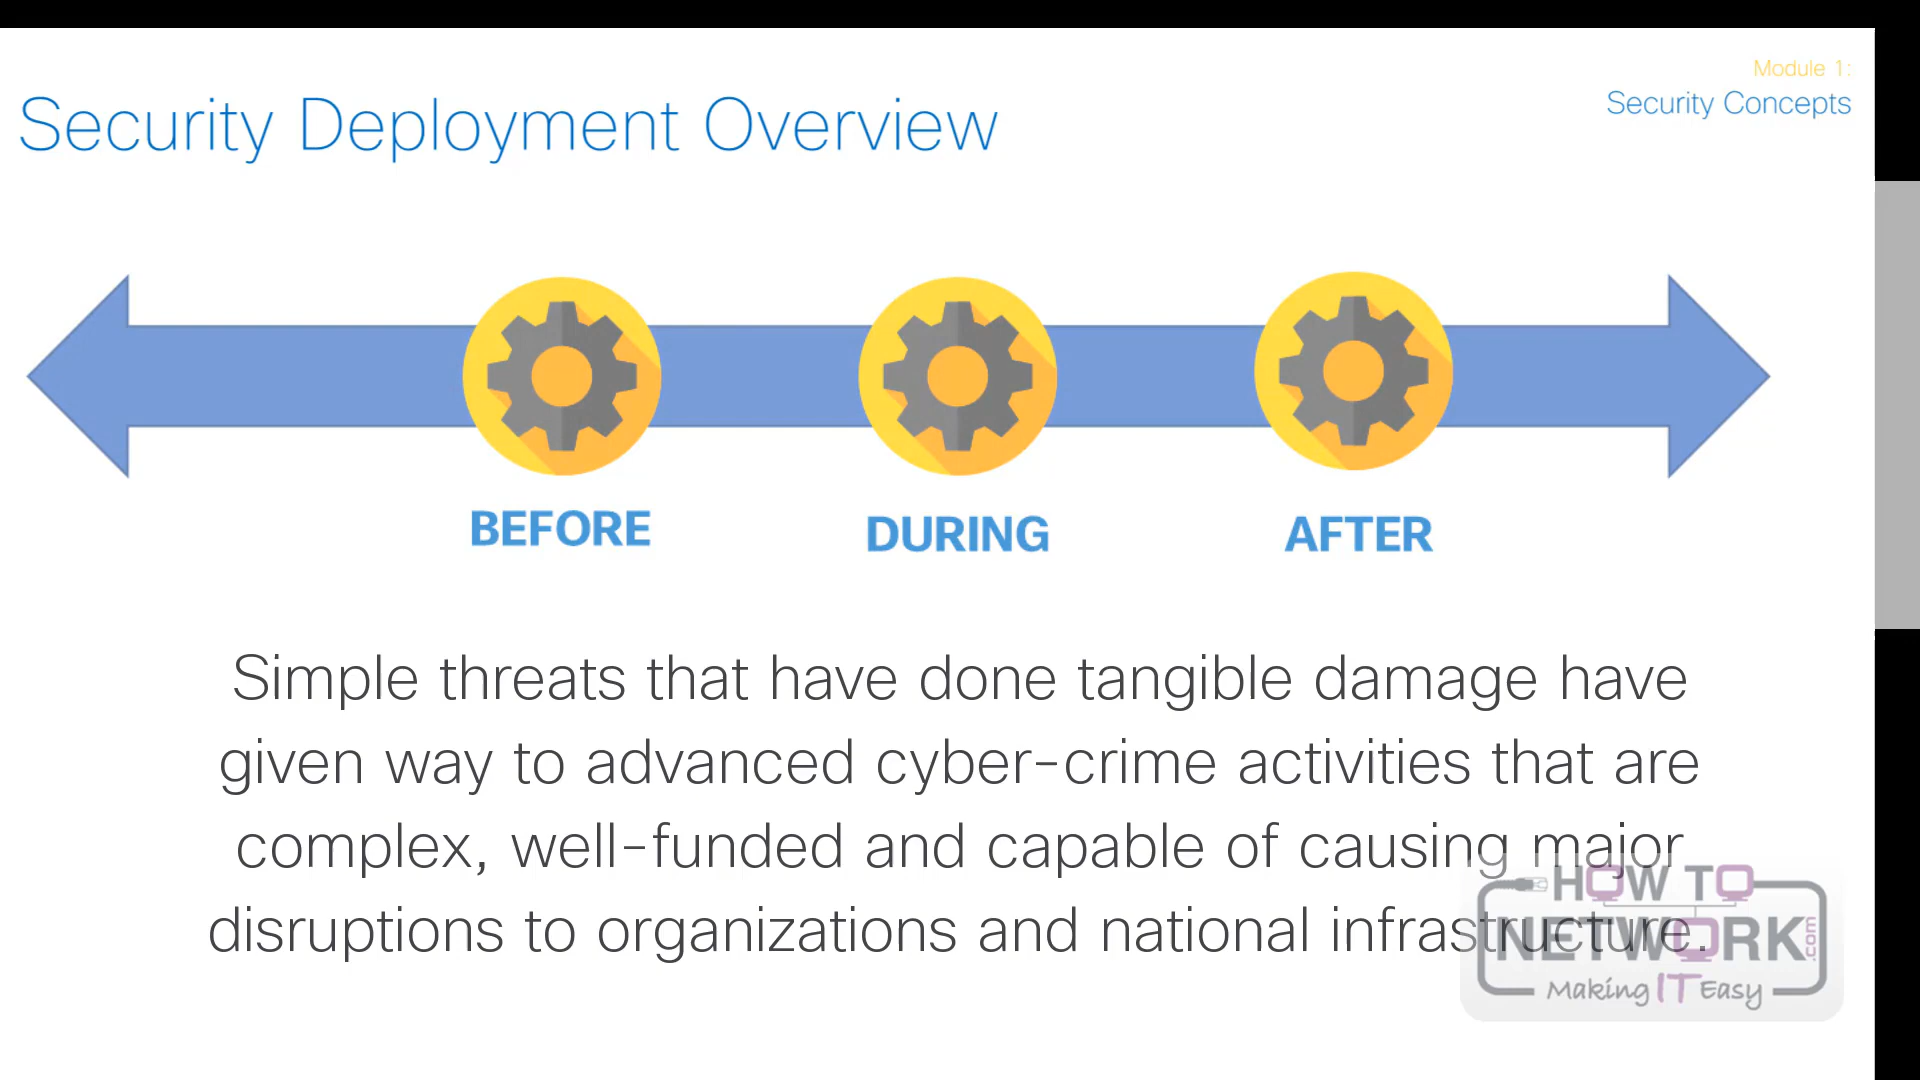 Module 1:
Security Concepts
Security Deployment Overview
BEFORE
DURING
AFTER
Simple threats that have done tangible damage have
given way to advanced cyber-crime activities that are
complex, well-funded and capable of causing major
disruptions to organizations and national infrastructure.
HOW TO
NETWORK
.com
Making IT Easy